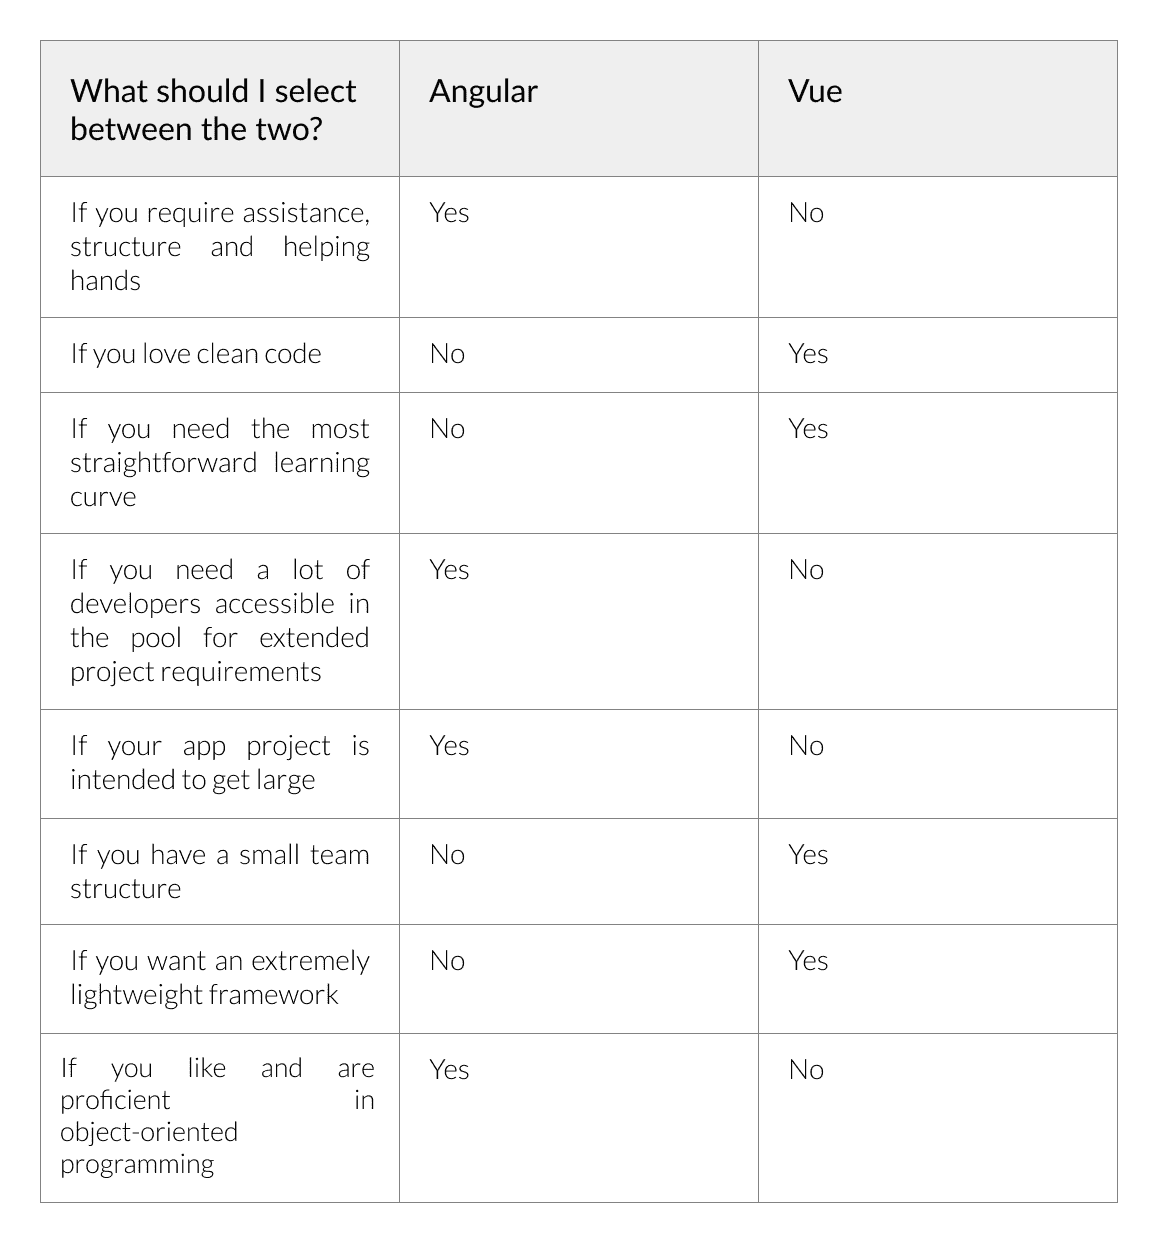 What should I select
between the two?
Angular
Vue
If you require assistance,
structure and helping
hands
Yes
No
If you love clean code
No
Yes
If you need the most
straightforward learning
curve
No
Yes
If you need a lot of
developers accessible in
the pool for extended
project requirements
Yes
No
If your app project is
intended to get large
Yes
No
If you have a small team
structure
No
Yes
If you want an extremely
lightweight framework
No
Yes
If you like and are
proficient in
object-oriented
programming
Yes
No